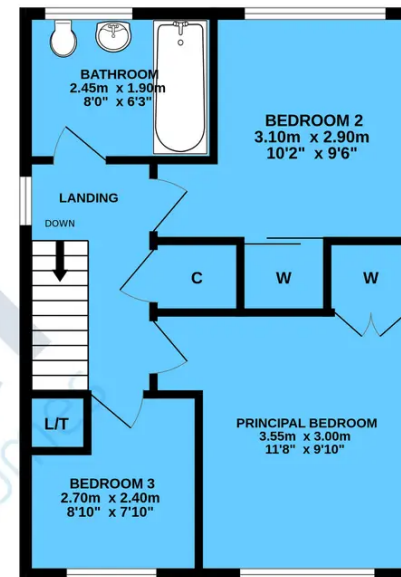 BATHROOM
2.45m x 1.90m
8'0" x 6'3"
BEDROOM 2
3.10m x 2.90m
10'2" x 9'6"
LANDING
DOWN
C
W
W
L/T
PRINCIPAL BEDROOM
3.55m x 3.00m
11'8" x 9'10"
BEDROOM 3
2.70m x 2.40m
8'10" x 7'10"